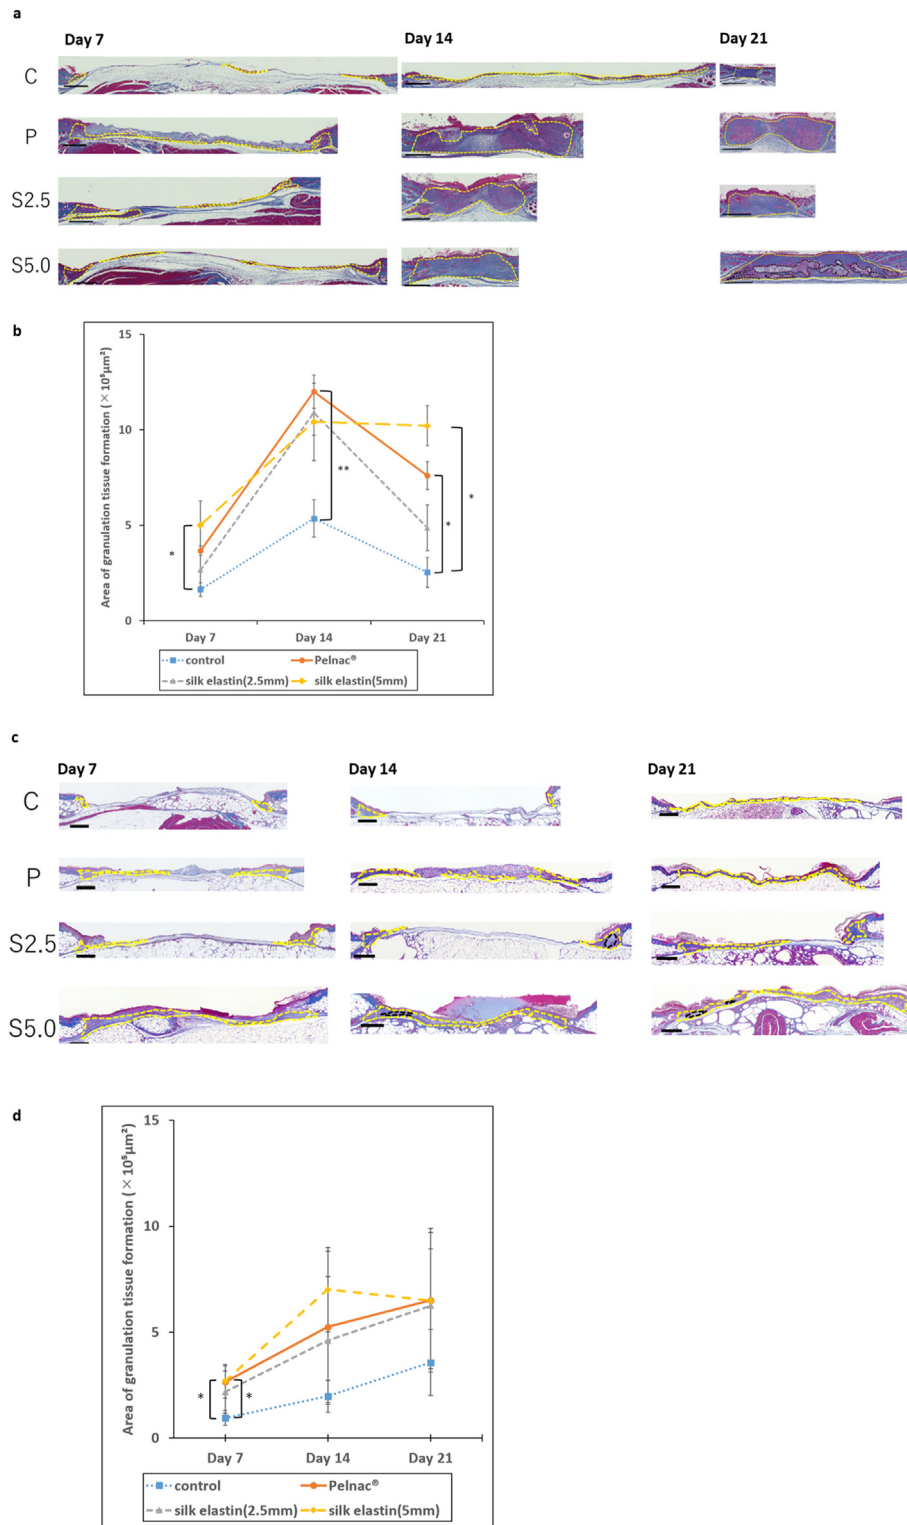 a
Day 7 Day 14 Day 21
C
P
S2.5
S5.0
b
Area of granulation tissue formation (×10⁵μm²)
15
10
5
0
*
**
*
*
Day 7 Day 14 Day 21
control Pelnac®
silk elastin(2.5mm) silk elastin(5mm)
c
Day 7 Day 14 Day 21
C
P
S2.5
S5.0
d
Area of granulation tissue formation (×10⁵μm²)
15
10
5
0
* *
Day 7 Day 14 Day 21
control Pelnac®
silk elastin(2.5mm) silk elastin(5mm)